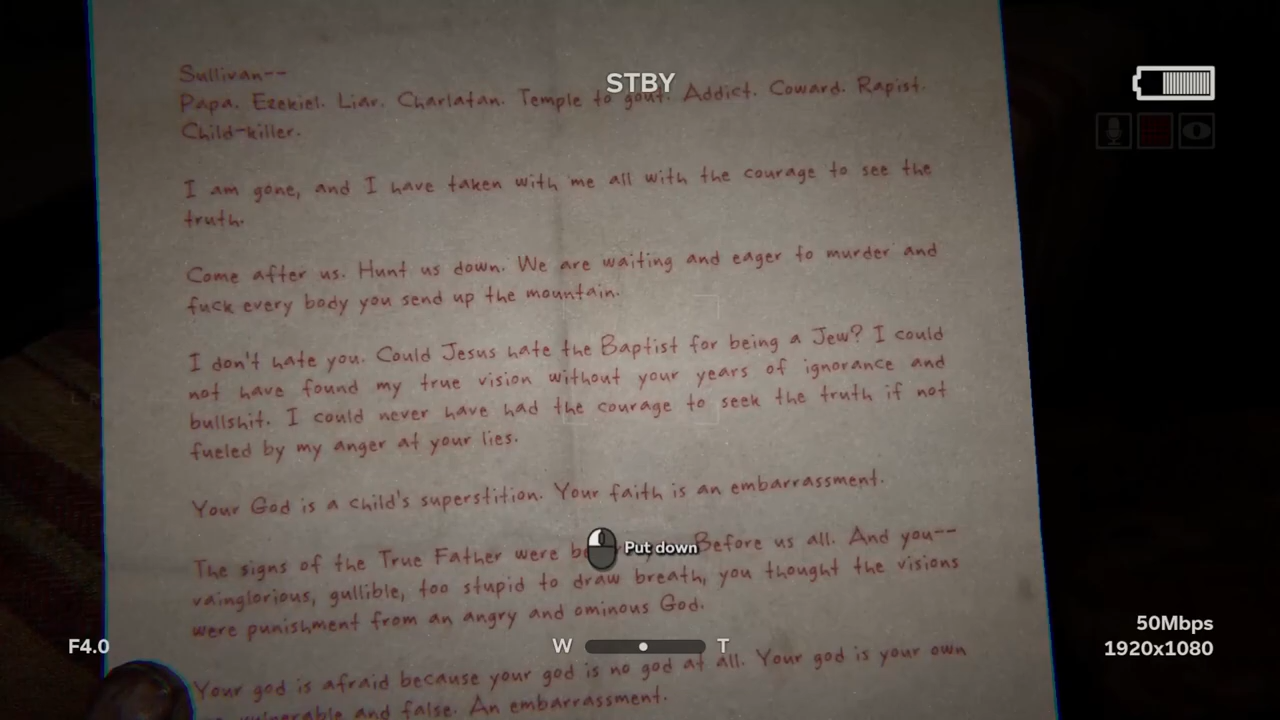 Sullivan--
STBY
Papa. Ezekiel. Liar. Charlatan. Temple to gout. Addict. Coward. Rapist.
Child-killer.
I am gone, and I have taken with me all with the courage to see the
truth.
Come after us. Hunt us down. We are waiting and eager to murder and
fuck every body you send up the mountain.
I don't hate you. Could Jesus hate the Baptist for being a Jew? I could
not have found my true vision without your years of ignorance and
bullshit. I could never have had the courage to seek the truth if not
fueled by my anger at your lies.
Your God is a child's superstition. Your faith is an embarrassment.
The signs of the True Father were Before us all. And you--
Put down
vainglorious, gullible, too stupid to draw breath, you thought the visions
were punishment from an angry and ominous God.
50Mbps
F4.0
W T
1920x1080
Your god is afraid because your god is no god at all. Your god is your own
vulnerable and false. An embarrassment.